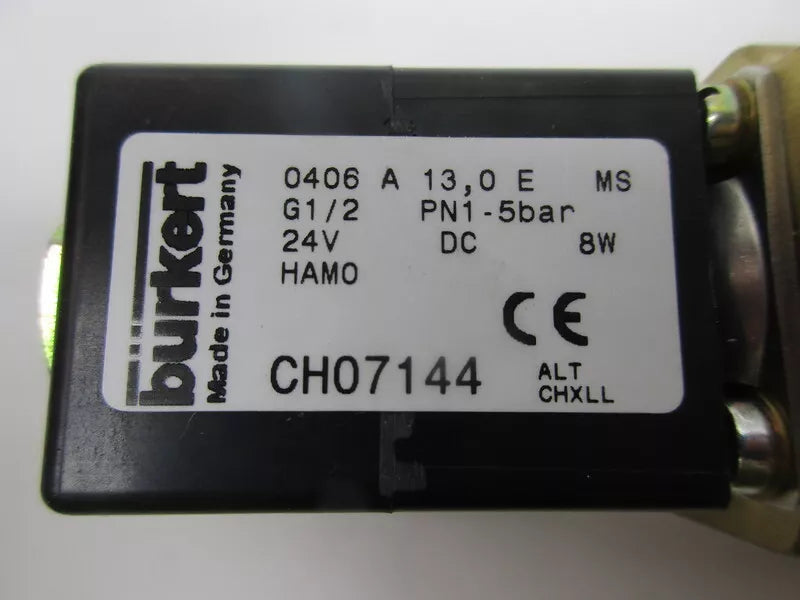 burkert
Made in Germany
0406 A 13,0 E MS
G1/2 PN1-5bar
24V DC 8W
HAMO
CE
CH07144
ALT
CHXLL